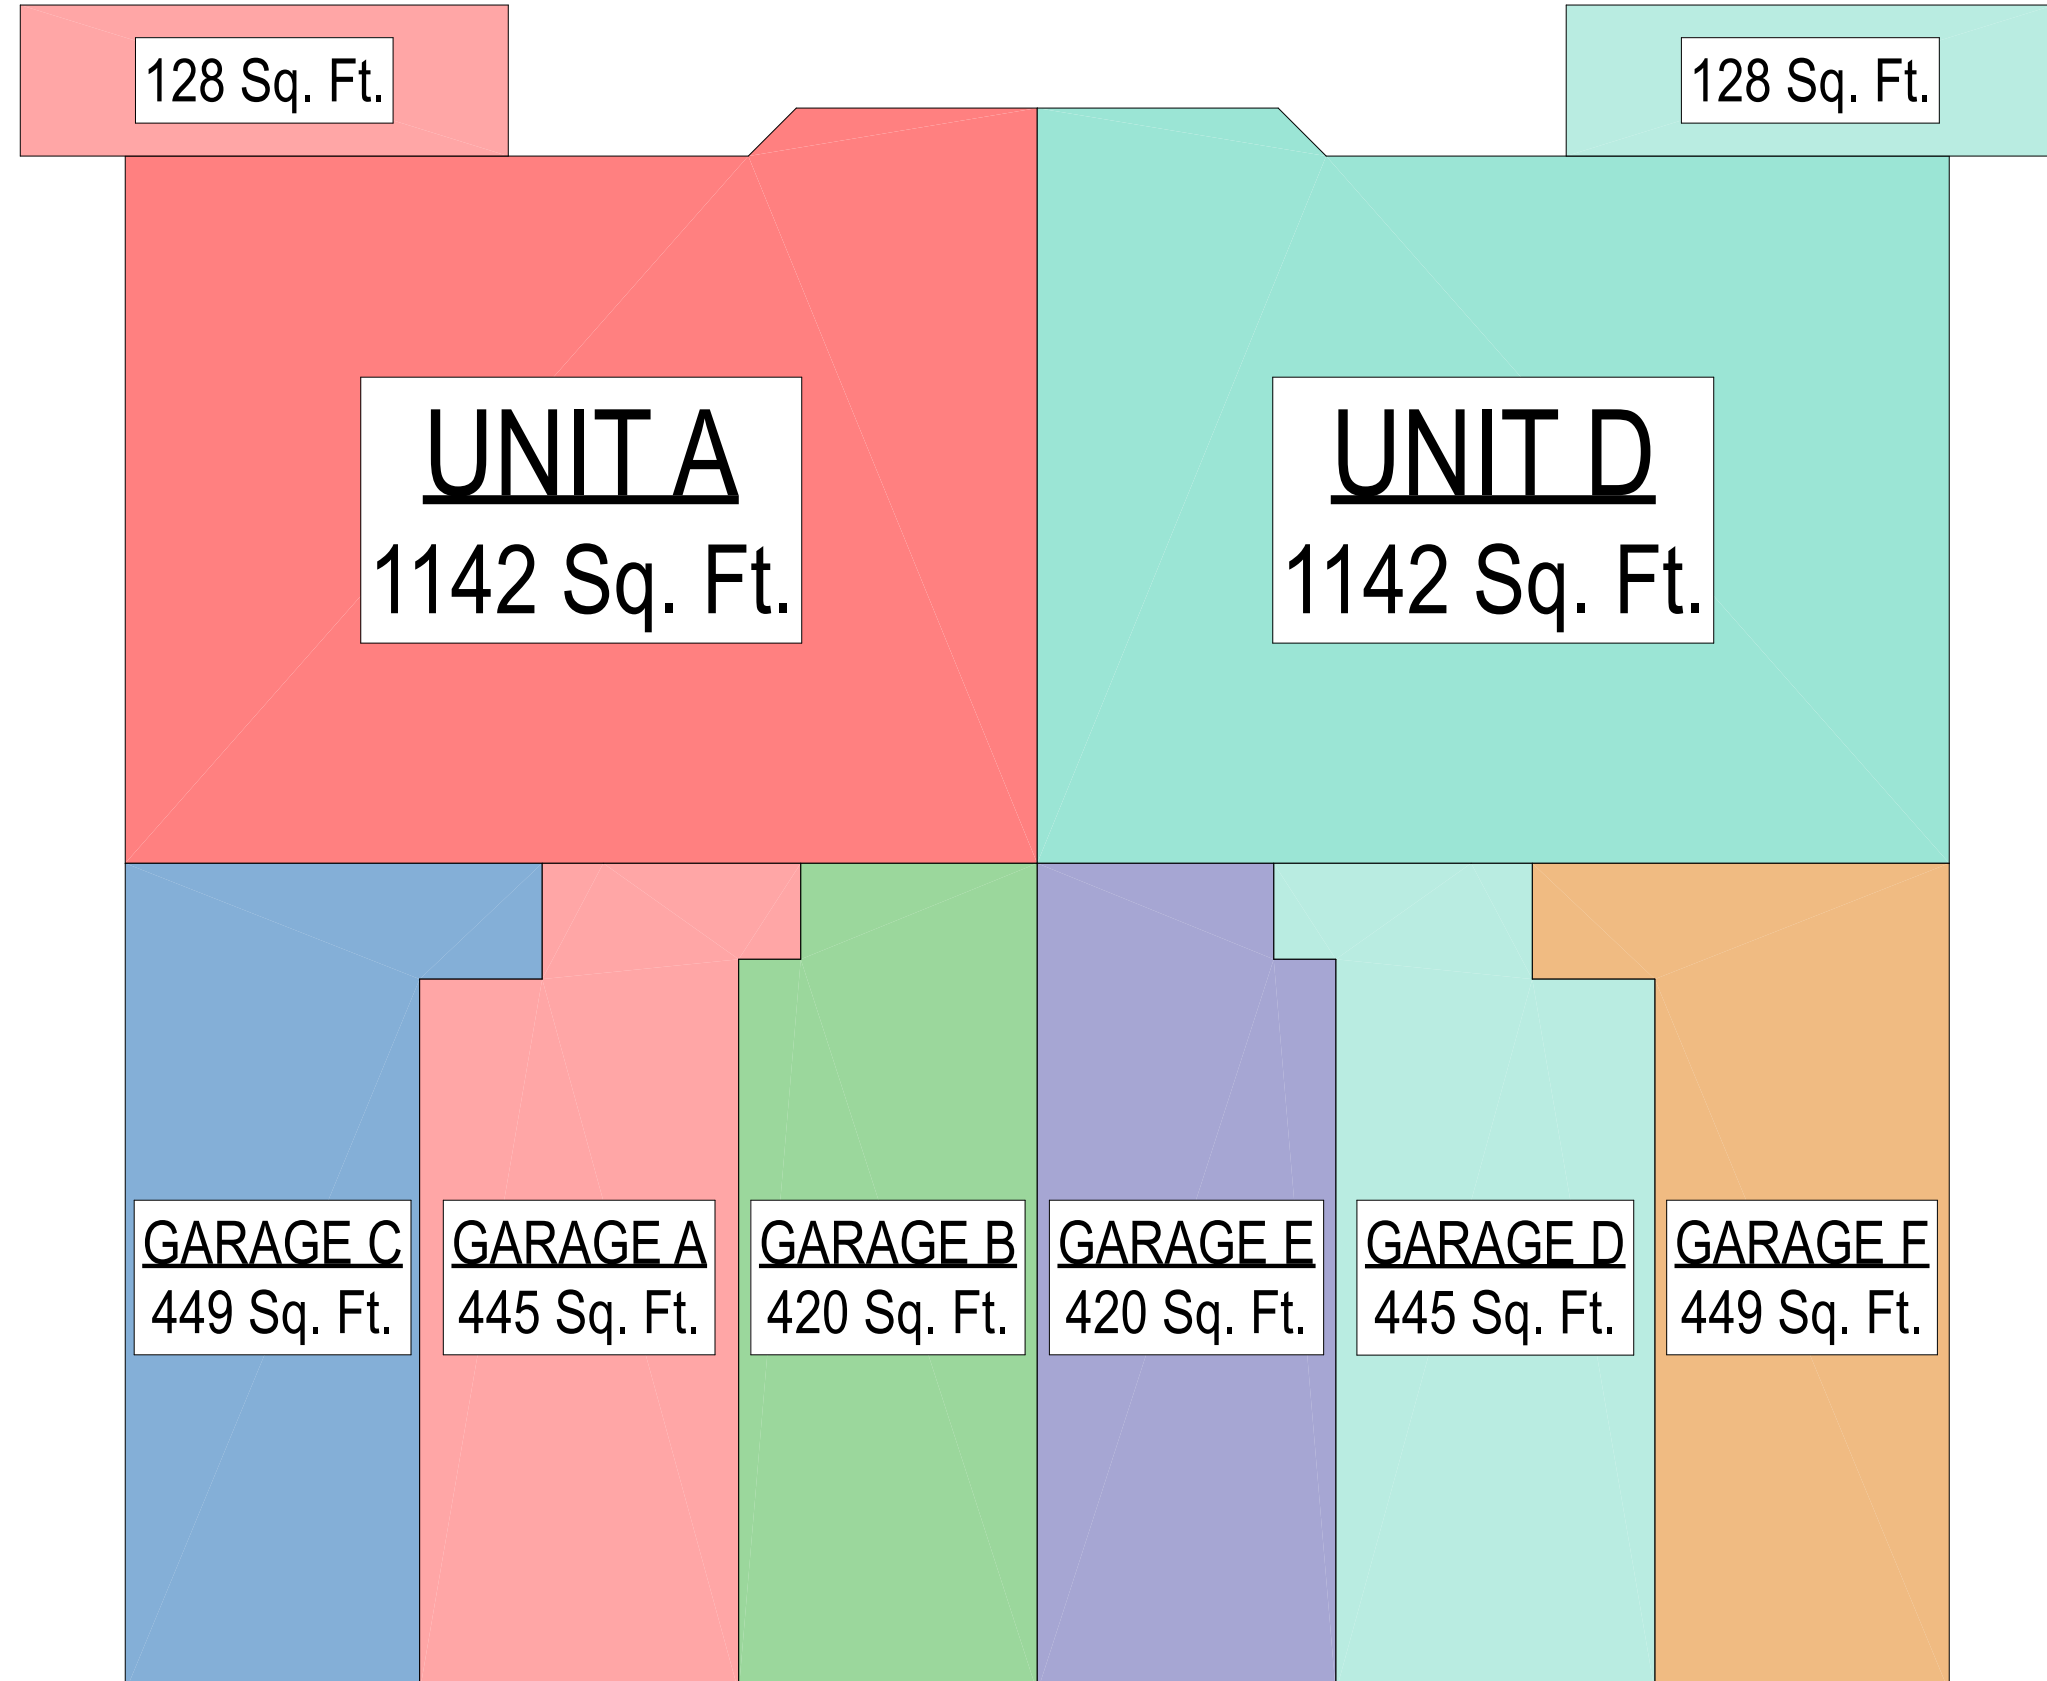 128 Sq. Ft.
128 Sq. Ft.
UNIT A
1142 Sq. Ft.
UNIT D
1142 Sq. Ft.
GARAGE C
449 Sq. Ft.
GARAGE A
445 Sq. Ft.
GARAGE B
420 Sq. Ft.
GARAGE E
420 Sq. Ft.
GARAGE D
445 Sq. Ft.
GARAGE F
449 Sq. Ft.